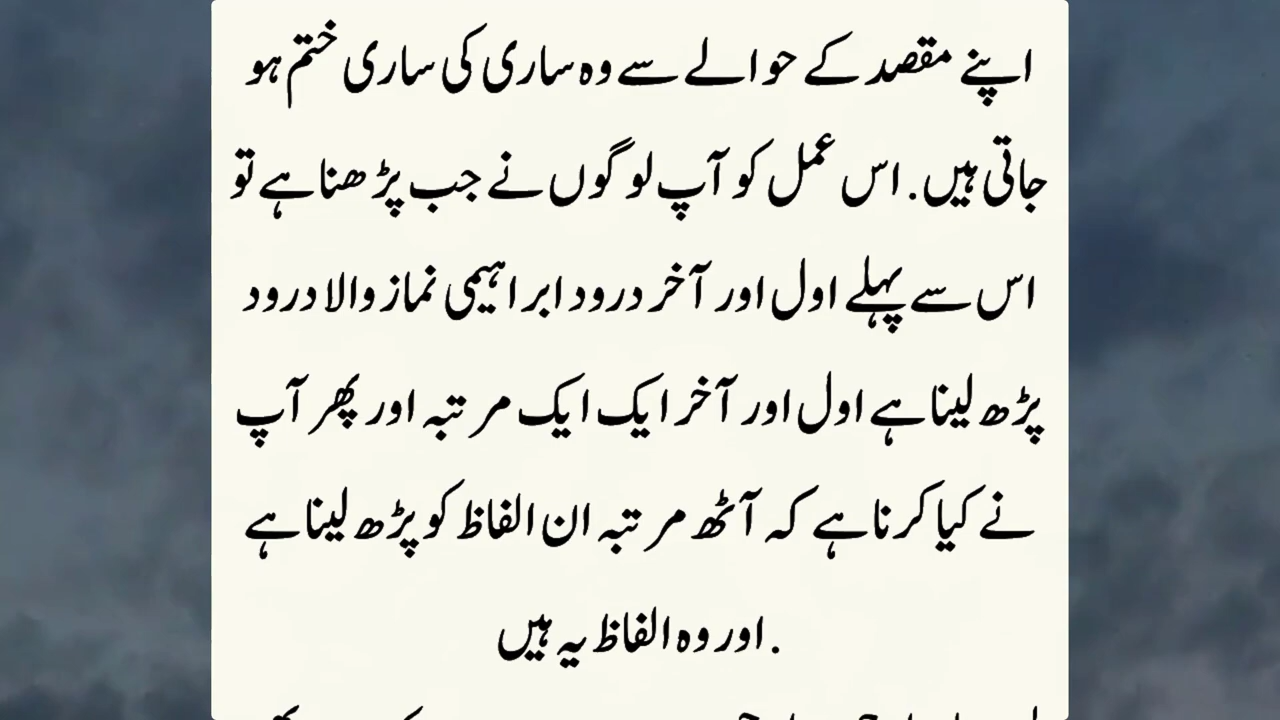 اپنے مقصد کے حوالے سے وہ ساری کی ساری ختم ہو
جاتی ہیں. اس عمل کو آپ لوگوں نے جب پڑھنا ہے تو
اس سے پہلے اول اور آخر درود ابراہیمی نماز والا درود
پڑھ لینا ہے اول اور آخر ایک ایک مرتبہ اور پھر آپ
نے کیا کرنا ہے کہ آٹھ مرتبہ ان الفاظ کو پڑھ لینا ہے
.اور وہ الفاظ یہ ہیں